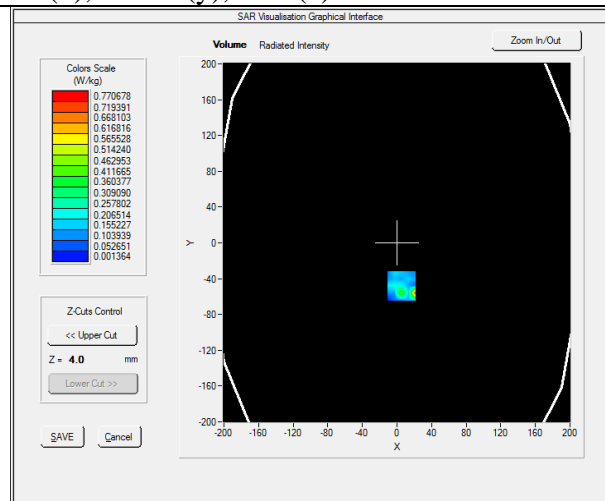 SAR Visualisation Graphical Interface
Volume Radiated Intensity
Zoom In/Out
Colors Scale
(W/kg)
0.770678
0.719391
0.668103
0.616816
0.565528
0.514240
0.462953
0.411665
0.360377
0.309090
0.257802
0.206514
0.155227
0.103939
0.052651
0.001364
Z-Cuts Control
<< Upper Cut
Z = 4.0 mm
Lower Cut >>
SAVE Cancel
200
160
120
80
40
0
-40
-80
-120
-160
-200
Y
-200 -160 -120 -80 -40 0 40 80 120 160 200
X